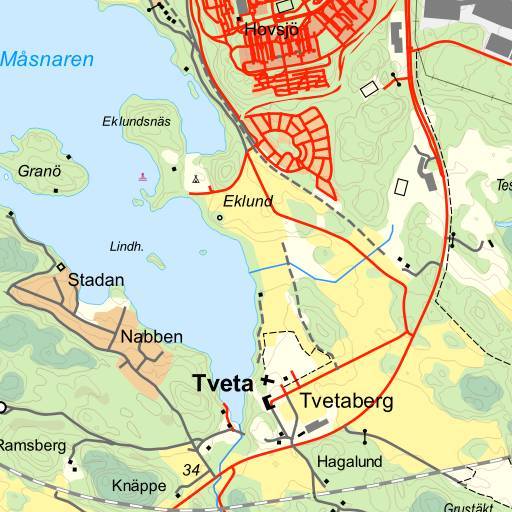 Hovsjö
Måsnaren
Eklundsnäs
Granö
Eklund
Lindh.
Stadan
Nabben
Tveta
Tvetaberg
Ramsberg
34
Hagalund
Knäppe
Grustäkt
Tes